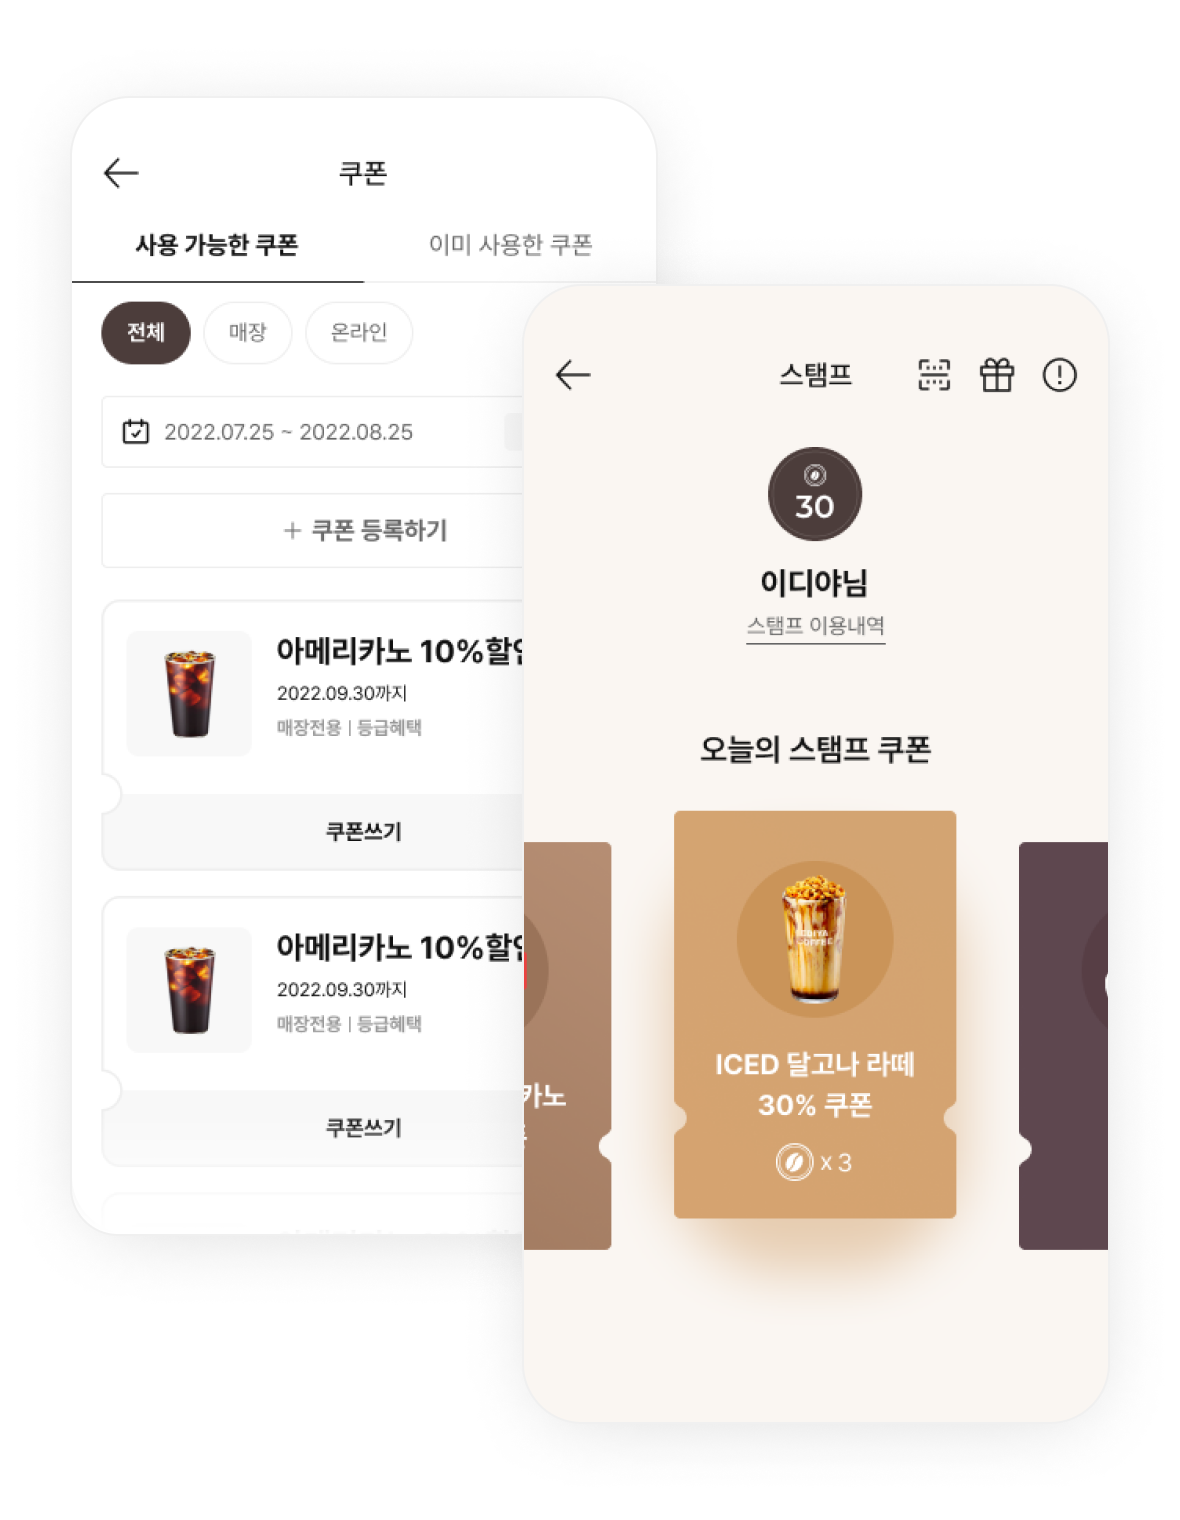 쿠폰
사용 가능한 쿠폰
이미 사용한 쿠폰
전체
매장
온라인
2022.07.25 ~ 2022.08.25
+ 쿠폰 등록하기
아메리카노 10%할인
2022.09.30까지
매장전용 | 등급혜택
쿠폰쓰기
아메리카노 10%할인
2022.09.30까지
매장전용 | 등급혜택
쿠폰쓰기
스탬프
30
이디야님
스탬프 이용내역
오늘의 스탬프 쿠폰
카노
EDIYA
COFFEE
ICED 달고나 라떼
30% 쿠폰
x 3